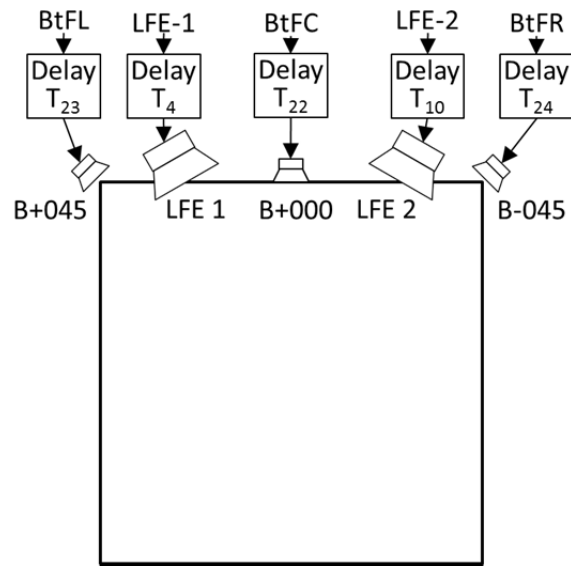 BtFL LFE-1 BtFC LFE-2 BtFR
Delay Delay Delay Delay Delay
T23 T4 T22 T10 T24
B+045 LFE 1 B+000 LFE 2 B-045